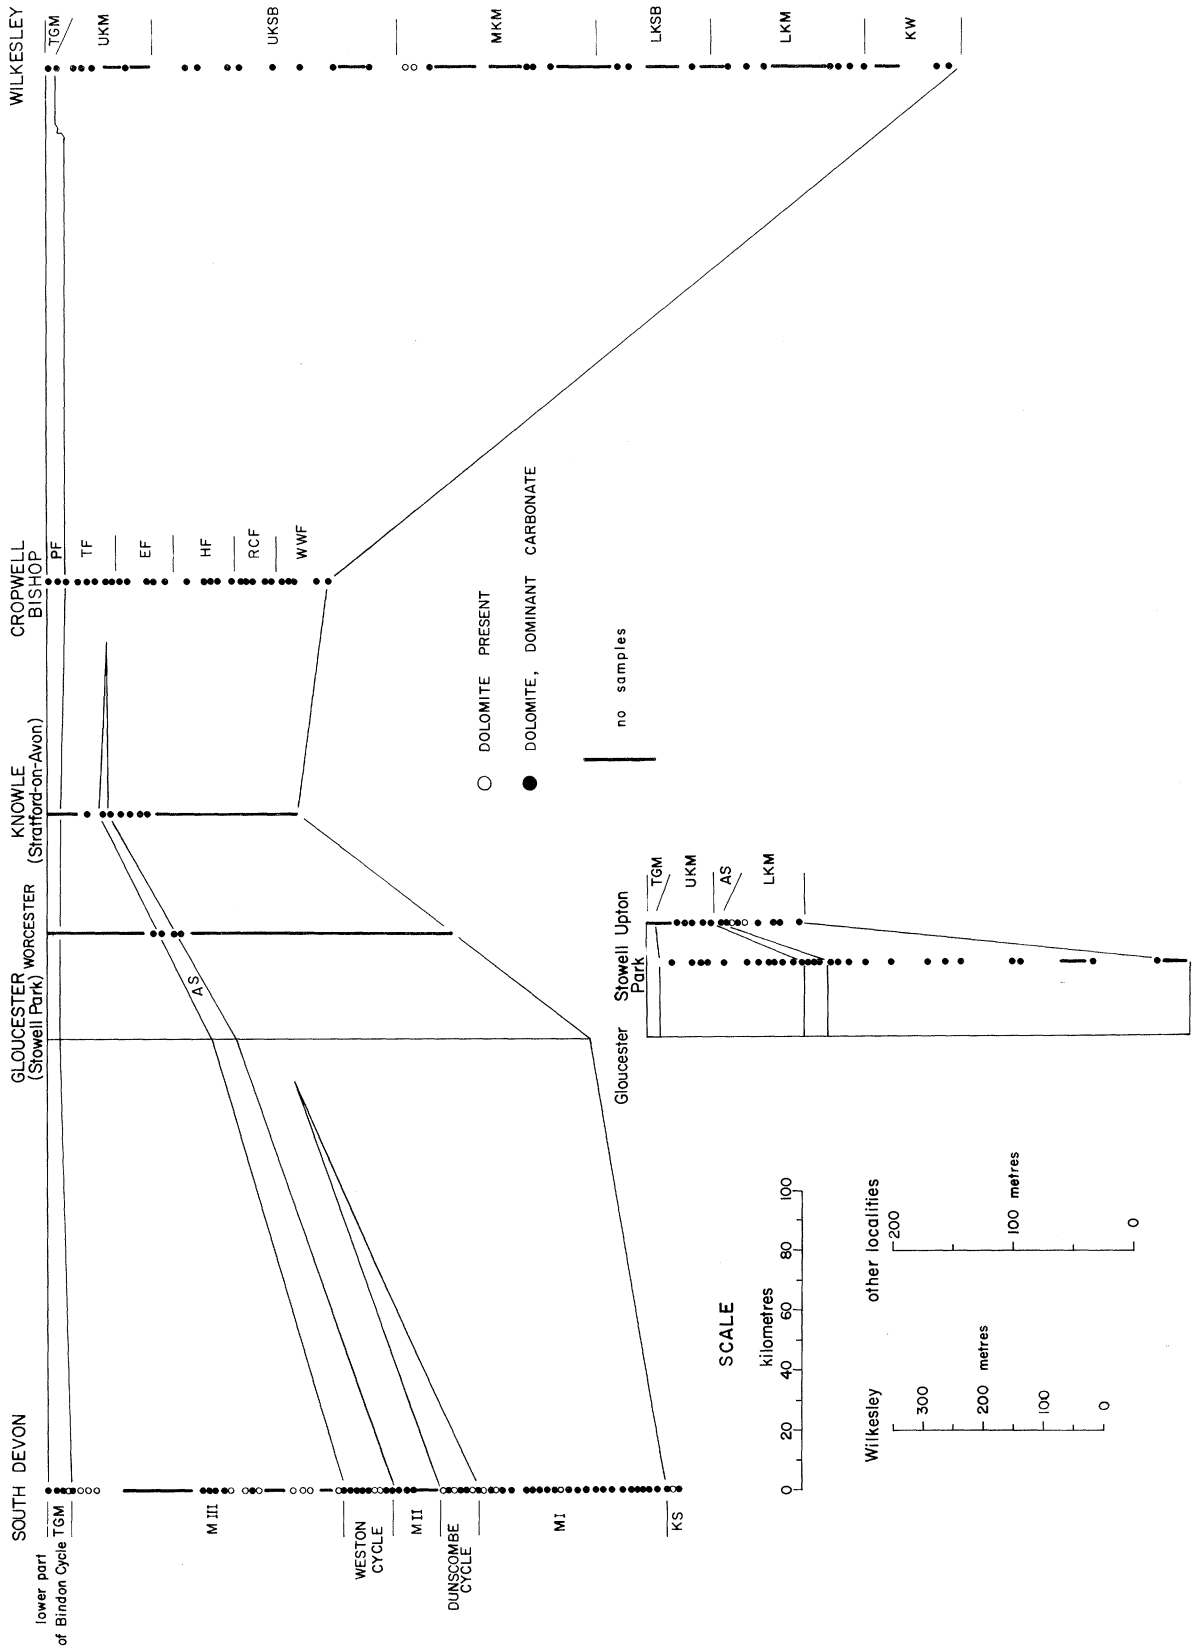 SOUTH DEVON
GLOUCESTER
(Stowell Park)
WORCESTER
KNOWLE
(Stratford-on-Avon)
CROPWELL
BISHOP
WILKESLEY
lower part
of Bindon Cycle
TGM
M III
WESTON
CYCLE
M II
DUNSCOMBE
CYCLE
MI
KS
AS
PF
TF
EF
HF
RCF
WWF
TGM
UKM
UKSB
MKM
LKSB
LKM
KW
DOLOMITE PRESENT
DOLOMITE, DOMINANT CARBONATE
no samples
Gloucester
Stowell
Park
Upton
TGM
UKM
AS
LKM
SCALE
kilometres
0 20 40 60 80 100
Wilkesley
300
200 metres
100
0
other localities
200
100 metres
0